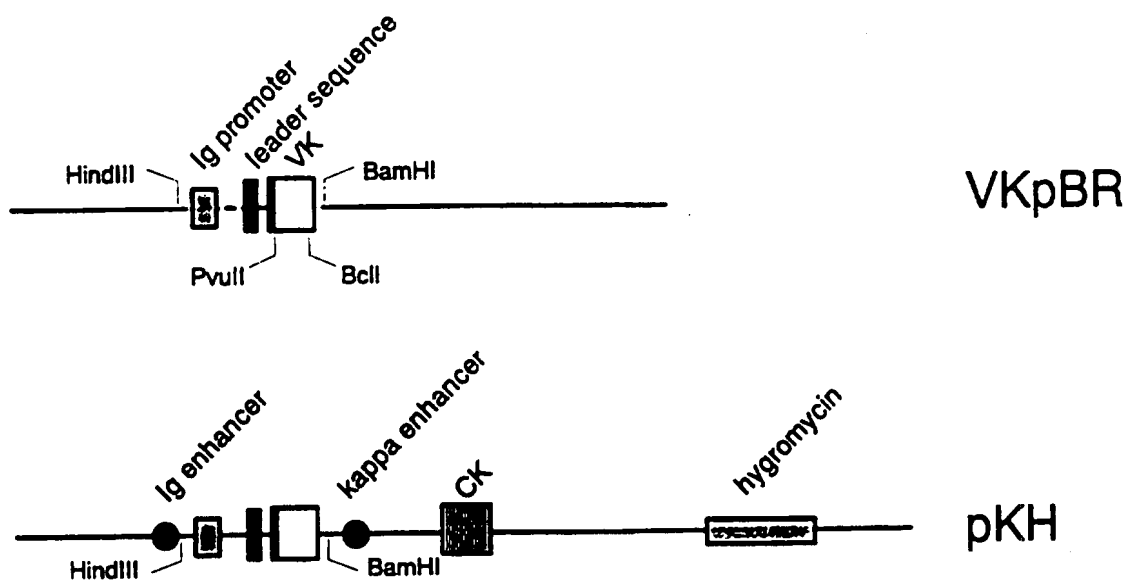 Ig promoter
leader sequence
VK
HindIII
BamHI
VKpBR
PvuII
BclI
Ig enhancer
kappa enhancer
CK
hygromycin
pKH
HindIII
BamHI